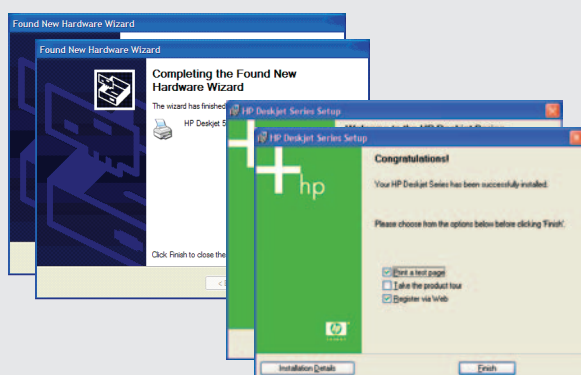 Found New Hardware Wizard
Found New Hardware Wizard
Completing the Found New
Hardware Wizard
The wizard has finished
HP Deskjet 5
Click Finish to close the
HP Deskjet Series Setup
HP Deskjet Series Setup
Congratulations!
hp
Your HP Deskjet Series has been successfully installed.
Please choose from the options below before clicking 'Finish'.
Print a test page
Take the product tour
Register via Web
hp
invent
Installation Details
Finish